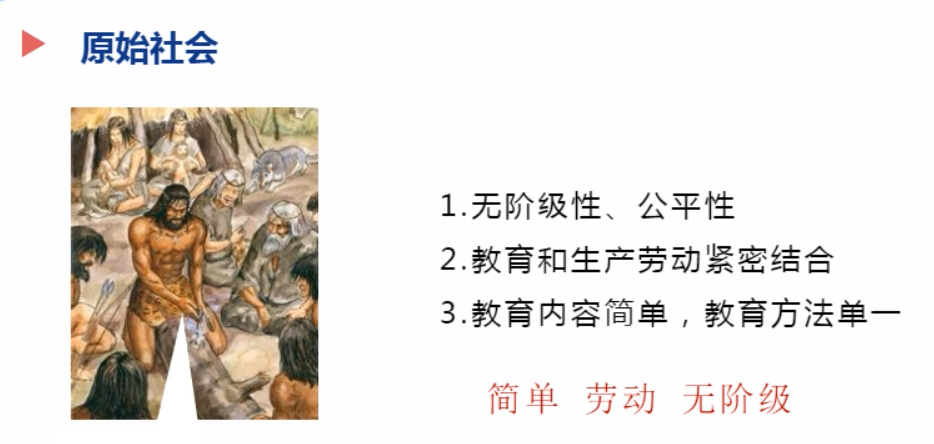 原始社会
1.无阶级性、公平性
2.教育和生产劳动紧密结合
3.教育内容简单，教育方法单一
简单 劳动 无阶级